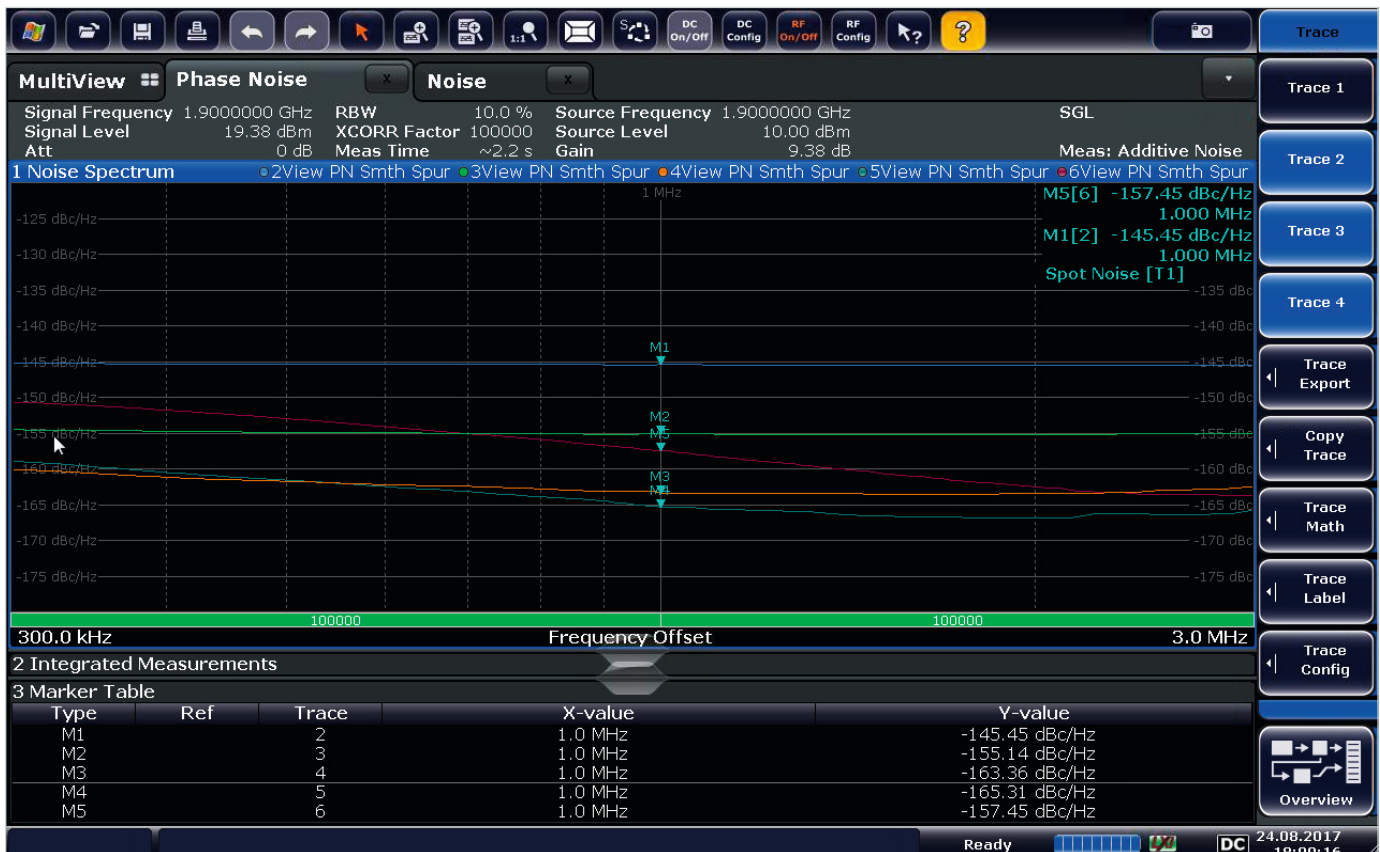 1:1 S DC On/Off DC Config RF On/Off RF Config ? ?
Trace
MultiView Phase Noise x Noise x
Signal Frequency 1.9000000 GHz RBW 10.0 % Source Frequency 1.9000000 GHz SGL
Signal Level 19.38 dBm XCORR Factor 100000 Source Level 10.00 dBm
Att 0 dB Meas Time ~2.2 s Gain 9.38 dB Meas: Additive Noise
1 Noise Spectrum 2View PN Smth Spur 3View PN Smth Spur 4View PN Smth Spur 5View PN Smth Spur 6View PN Smth Spur
1 MHz
M5[6] -157.45 dBc/Hz
1.000 MHz
M1[2] -145.45 dBc/Hz
1.000 MHz
Spot Noise [T1]
-125 dBc/Hz
-130 dBc/Hz
-135 dBc/Hz -135 dBc
-140 dBc/Hz -140 dBc
M1
-145 dBc/Hz -145 dBc
-150 dBc/Hz -150 dBc
M2
-155 dBc/Hz M5 -155 dBc
-160 dBc/Hz -160 dBc
M3
M4
-165 dBc/Hz -165 dBc
-170 dBc/Hz -170 dBc
-175 dBc/Hz -175 dBc
100000 100000
300.0 kHz Frequency Offset 3.0 MHz
2 Integrated Measurements
3 Marker Table
Type Ref Trace X-value Y-value
M1 2 1.0 MHz -145.45 dBc/Hz
M2 3 1.0 MHz -155.14 dBc/Hz
M3 4 1.0 MHz -163.36 dBc/Hz
M4 5 1.0 MHz -165.31 dBc/Hz
M5 6 1.0 MHz -157.45 dBc/Hz
Ready DC 24.08.2017
Trace 1
Trace 2
Trace 3
Trace 4
Trace
Export
Copy
Trace
Trace
Math
Trace
Label
Trace
Config
Overview